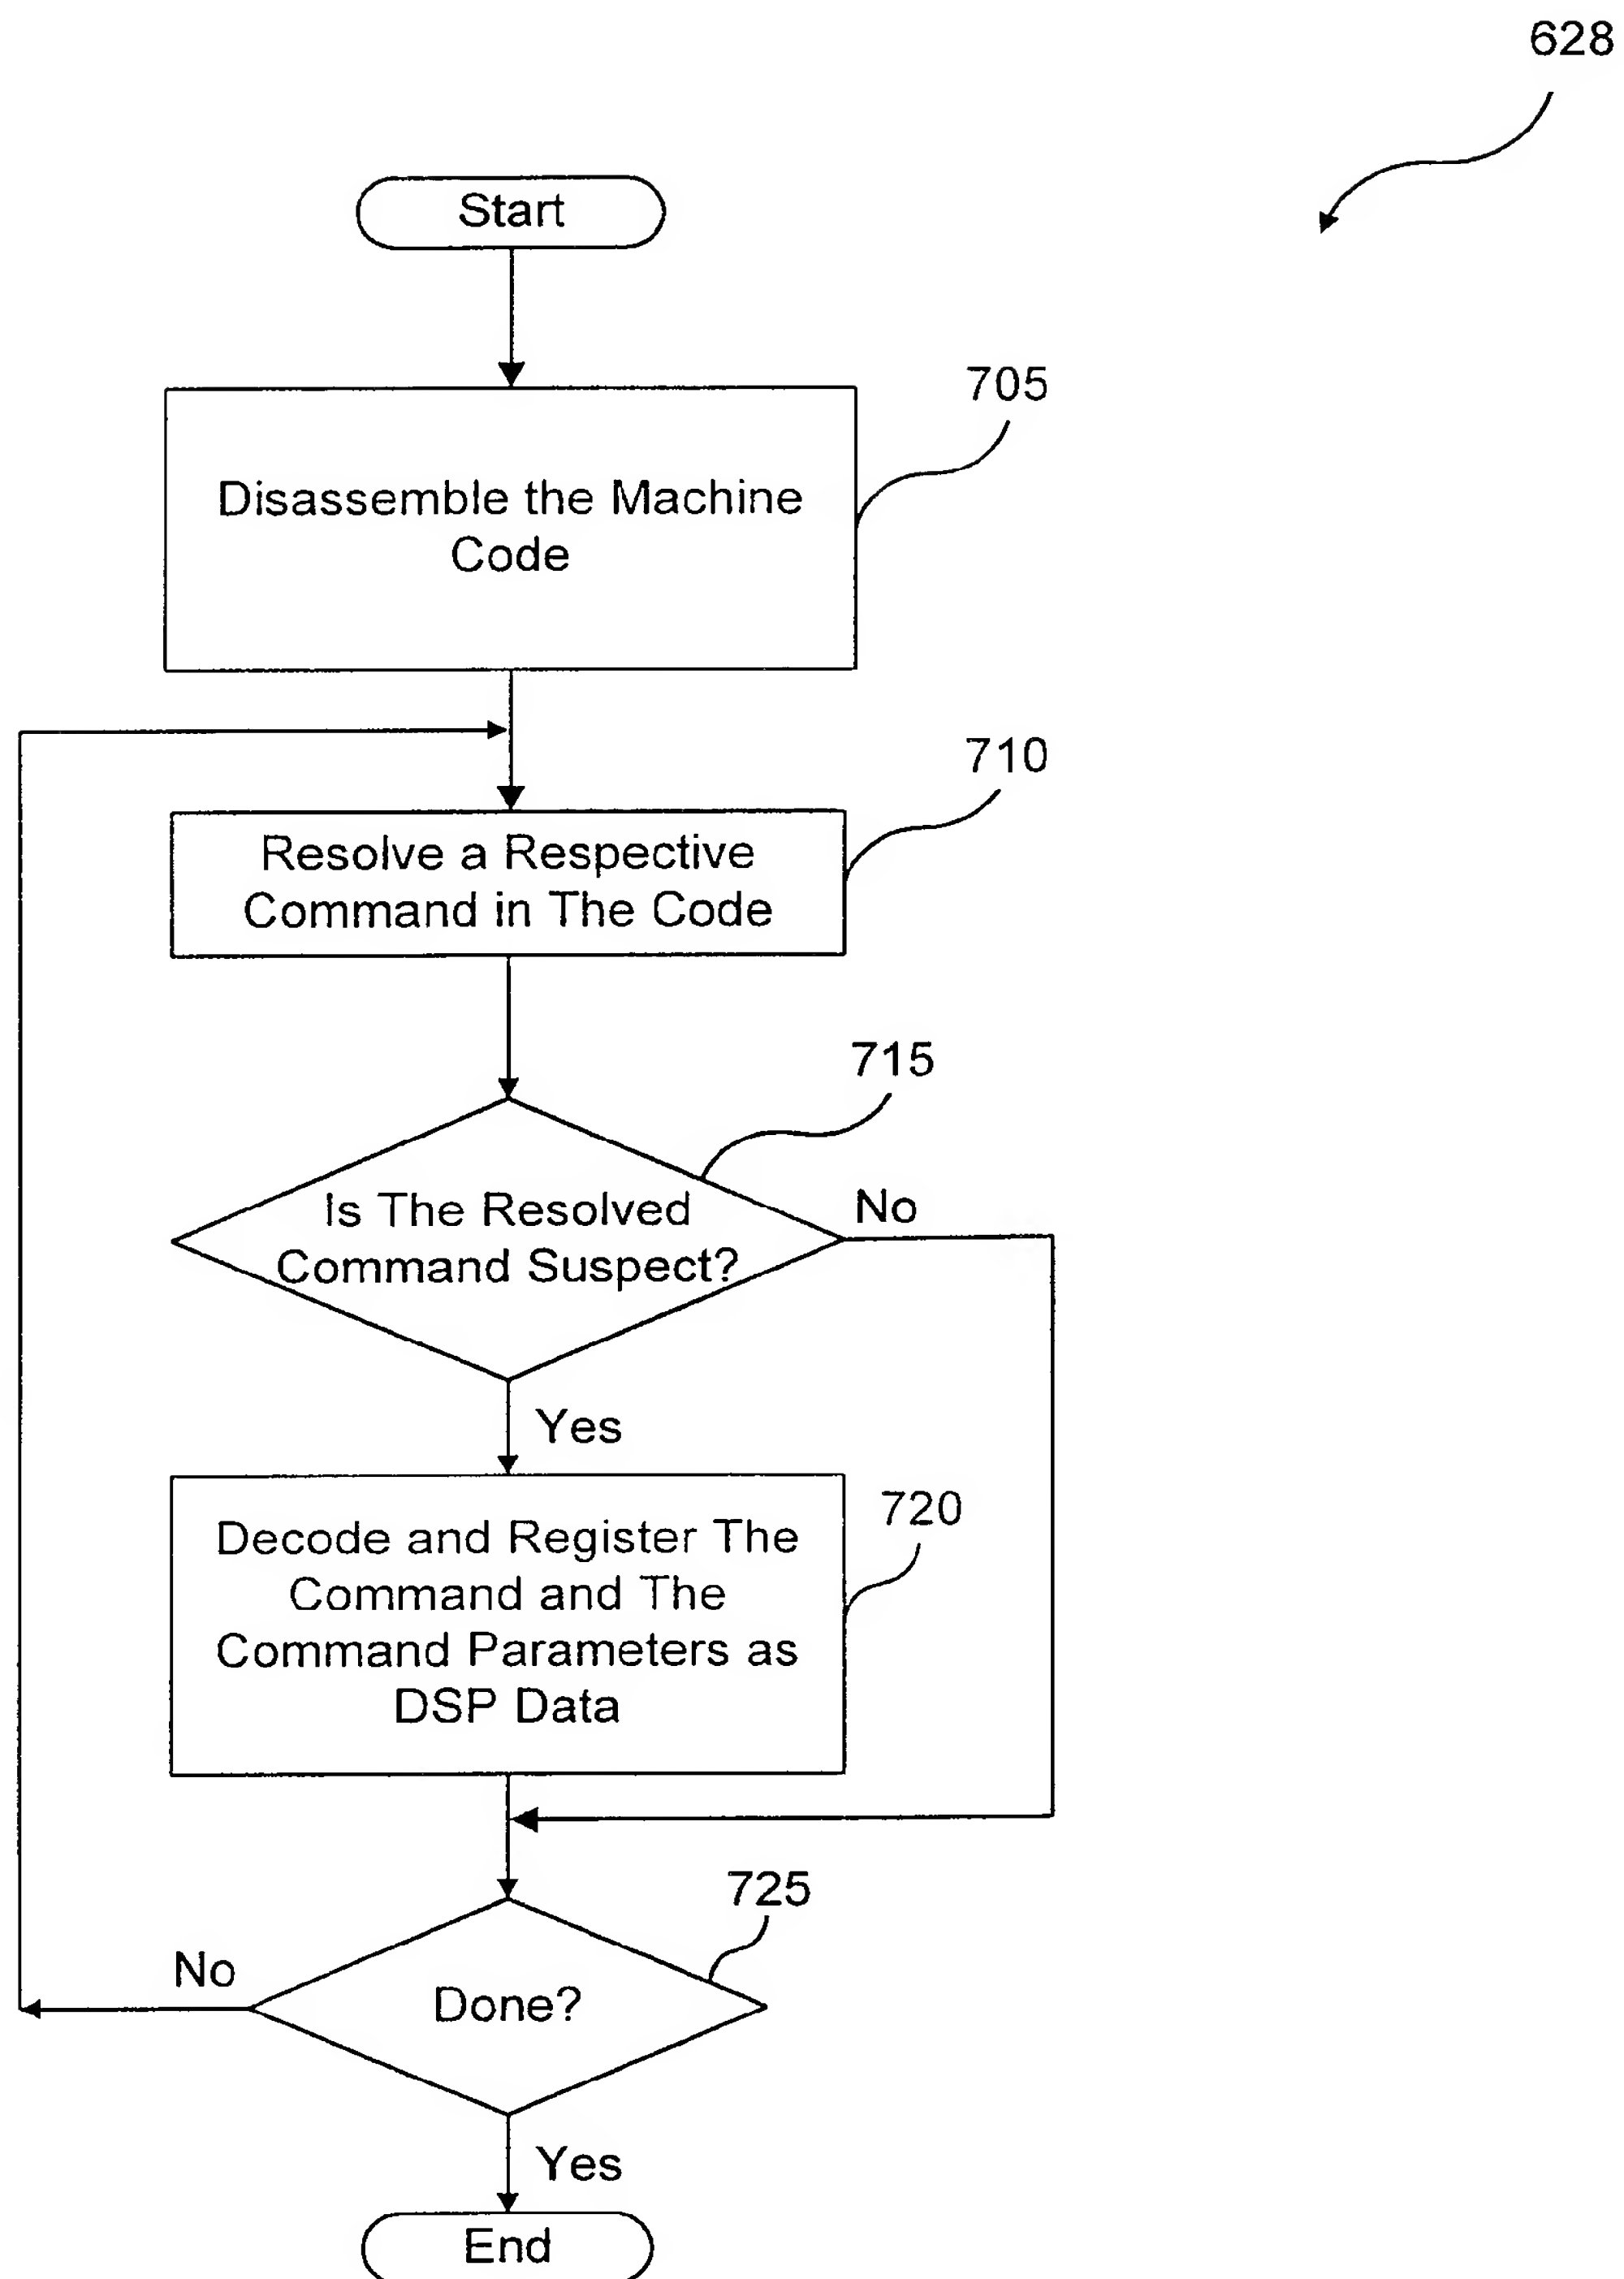 628
Start
705
Disassemble the Machine
Code
710
Resolve a Respective
Command in The Code
715
Is The Resolved
Command Suspect?
No
Yes
720
Decode and Register The
Command and The
Command Parameters as
DSP Data
725
No
Done?
Yes
End